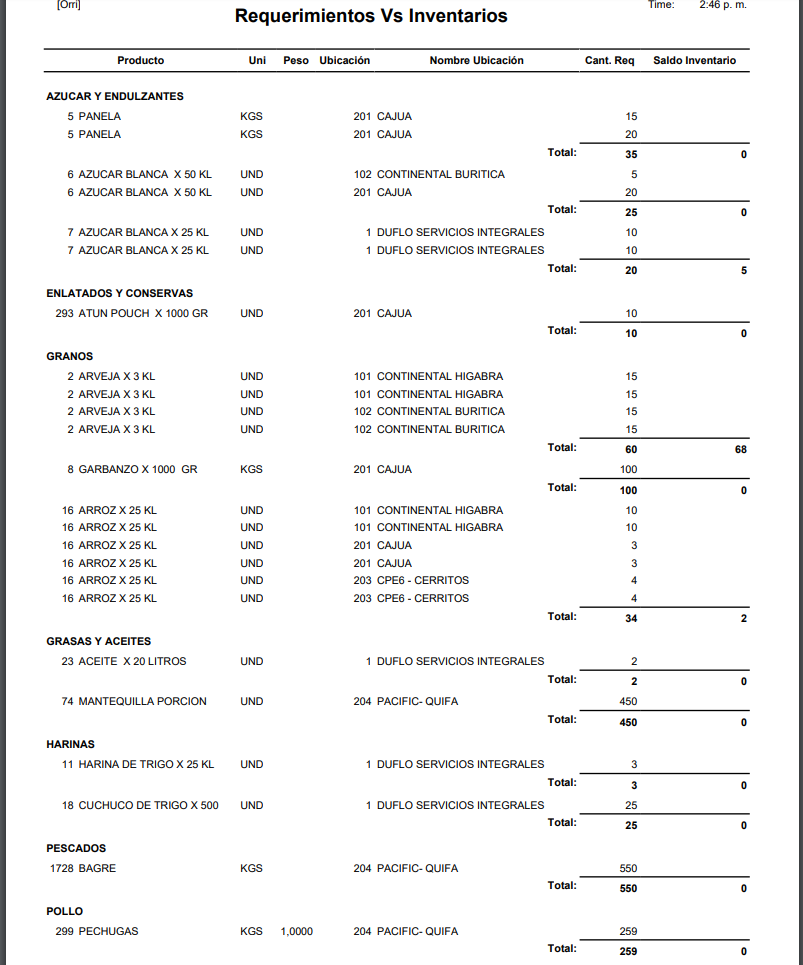 [Orri] Time: 2:46 p. m.
Requerimientos Vs Inventarios
Producto Uni Peso Ubicación Nombre Ubicación Cant. Req Saldo Inventario
AZUCAR Y ENDULZANTES
5 PANELA KGS 201 CAJUA 15
5 PANELA KGS 201 CAJUA 20
Total: 35 0
6 AZUCAR BLANCA X 50 KL UND 102 CONTINENTAL BURITICA 5
6 AZUCAR BLANCA X 50 KL UND 201 CAJUA 20
Total: 25 0
7 AZUCAR BLANCA X 25 KL UND 1 DUFLO SERVICIOS INTEGRALES 10
7 AZUCAR BLANCA X 25 KL UND 1 DUFLO SERVICIOS INTEGRALES 10
Total: 20 5
ENLATADOS Y CONSERVAS
293 ATUN POUCH X 1000 GR UND 201 CAJUA 10
Total: 10 0
GRANOS
2 ARVEJA X 3 KL UND 101 CONTINENTAL HIGABRA 15
2 ARVEJA X 3 KL UND 101 CONTINENTAL HIGABRA 15
2 ARVEJA X 3 KL UND 102 CONTINENTAL BURITICA 15
2 ARVEJA X 3 KL UND 102 CONTINENTAL BURITICA 15
Total: 60 68
8 GARBANZO X 1000 GR KGS 201 CAJUA 100
Total: 100 0
16 ARROZ X 25 KL UND 101 CONTINENTAL HIGABRA 10
16 ARROZ X 25 KL UND 101 CONTINENTAL HIGABRA 10
16 ARROZ X 25 KL UND 201 CAJUA 3
16 ARROZ X 25 KL UND 201 CAJUA 3
16 ARROZ X 25 KL UND 203 CPE6 - CERRITOS 4
16 ARROZ X 25 KL UND 203 CPE6 - CERRITOS 4
Total: 34 2
GRASAS Y ACEITES
23 ACEITE X 20 LITROS UND 1 DUFLO SERVICIOS INTEGRALES 2
Total: 2 0
74 MANTEQUILLA PORCION UND 204 PACIFIC- QUIFA 450
Total: 450 0
HARINAS
11 HARINA DE TRIGO X 25 KL UND 1 DUFLO SERVICIOS INTEGRALES 3
Total: 3 0
18 CUCHUCO DE TRIGO X 500 UND 1 DUFLO SERVICIOS INTEGRALES 25
Total: 25 0
PESCADOS
1728 BAGRE KGS 204 PACIFIC- QUIFA 550
Total: 550 0
POLLO
299 PECHUGAS KGS 1,0000 204 PACIFIC- QUIFA 259
Total: 259 0